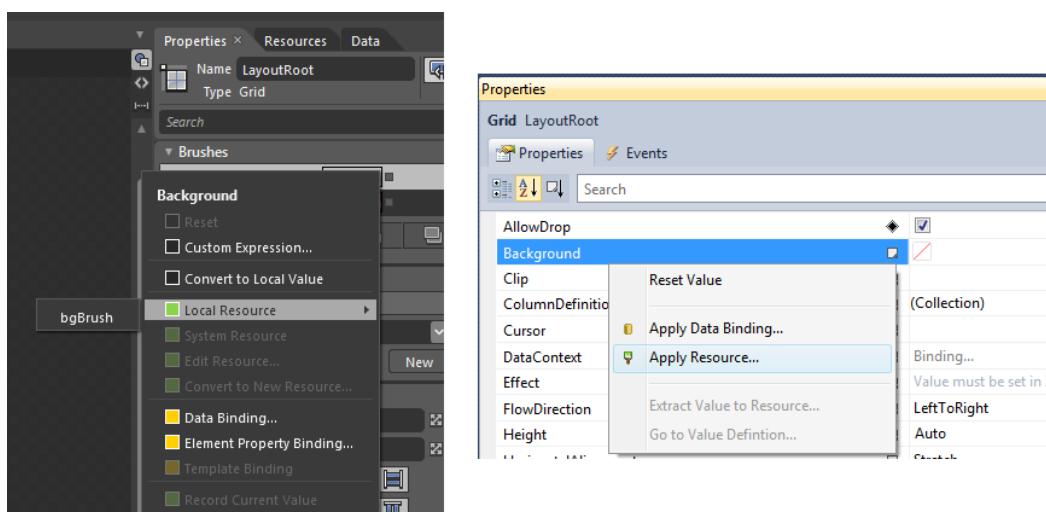 Properties × Resources Data
Name LayoutRoot
Type Grid
Search
Brushes
Background
Reset
Custom Expression...
Convert to Local Value
Local Resource
bgBrush
System Resource
Edit Resource...
Convert to New Resource...
New
Data Binding...
Element Property Binding...
Template Binding
Record Current Value
Properties
Grid LayoutRoot
Properties Events
Search
AllowDrop
Background
Clip
ColumnDefinitio (Collection)
Cursor
DataContext Binding...
Effect Value must be set in
FlowDirection LeftToRight
Height Auto
Stretch
Reset Value
Apply Data Binding...
Apply Resource...
Extract Value to Resource...
Go to Value Defintion...